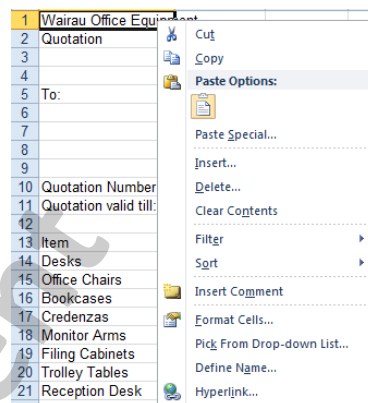 1 Wairau Office Equipment
2 Quotation
3
4
5 To:
6
7
8
9
10 Quotation Number
11 Quotation valid till:
12
13 Item
14 Desks
15 Office Chairs
16 Bookcases
17 Credenzas
18 Monitor Arms
19 Filing Cabinets
20 Trolley Tables
21 Reception Desk
Cut
Copy
Paste Options:
Paste Special...
Insert...
Delete...
Clear Contents
Filter
Sort
Insert Comment
Format Cells...
Pick From Drop-down List...
Define Name...
Hyperlink...